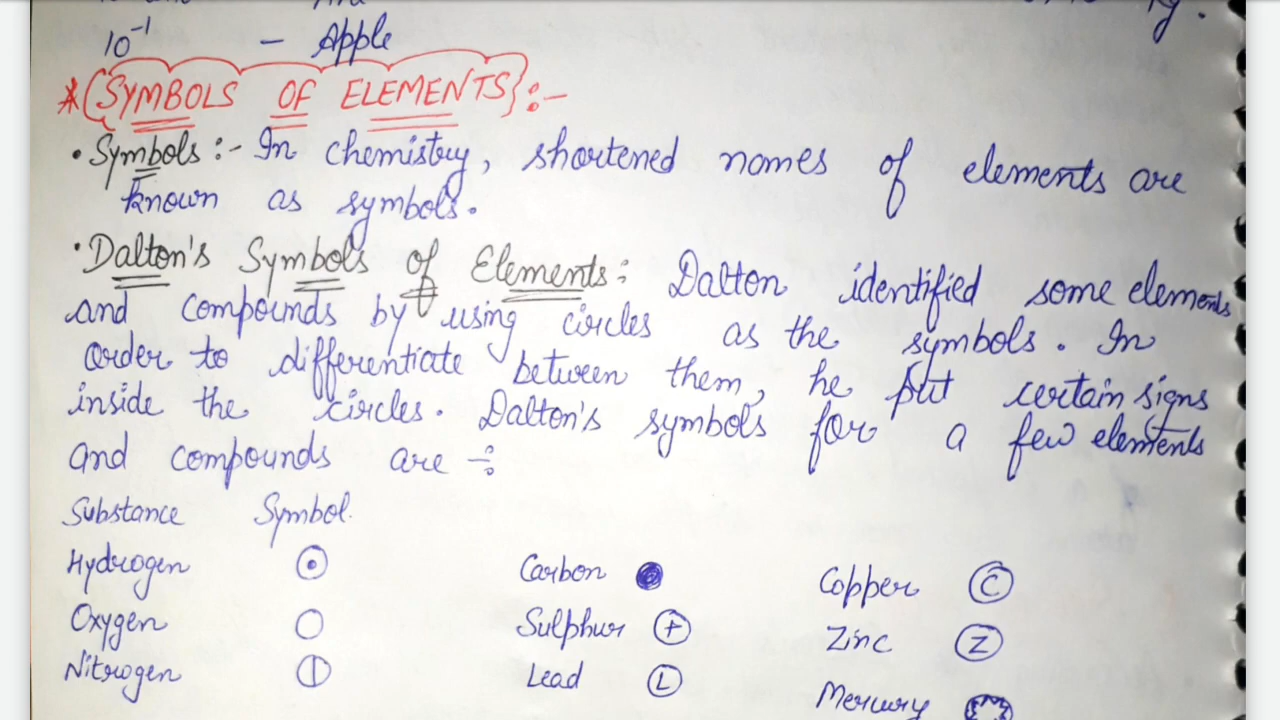 10⁻¹ - Apple
*{SYMBOLS OF ELEMENTS}:-
• Symbols :- In chemistry, shortened names of elements are
known as symbols.
• Dalton's Symbols of Elements: Dalton identified some elements
and compounds by using circles as the symbols. In
order to differentiate between them, he put certain signs
inside the circles. Dalton's symbols for a few elements
and compounds are ÷
Substance Symbol.
Hydrogen Carbon Copper C
Oxygen Sulphur + Zinc Z
Nitrogen Lead L Mercury